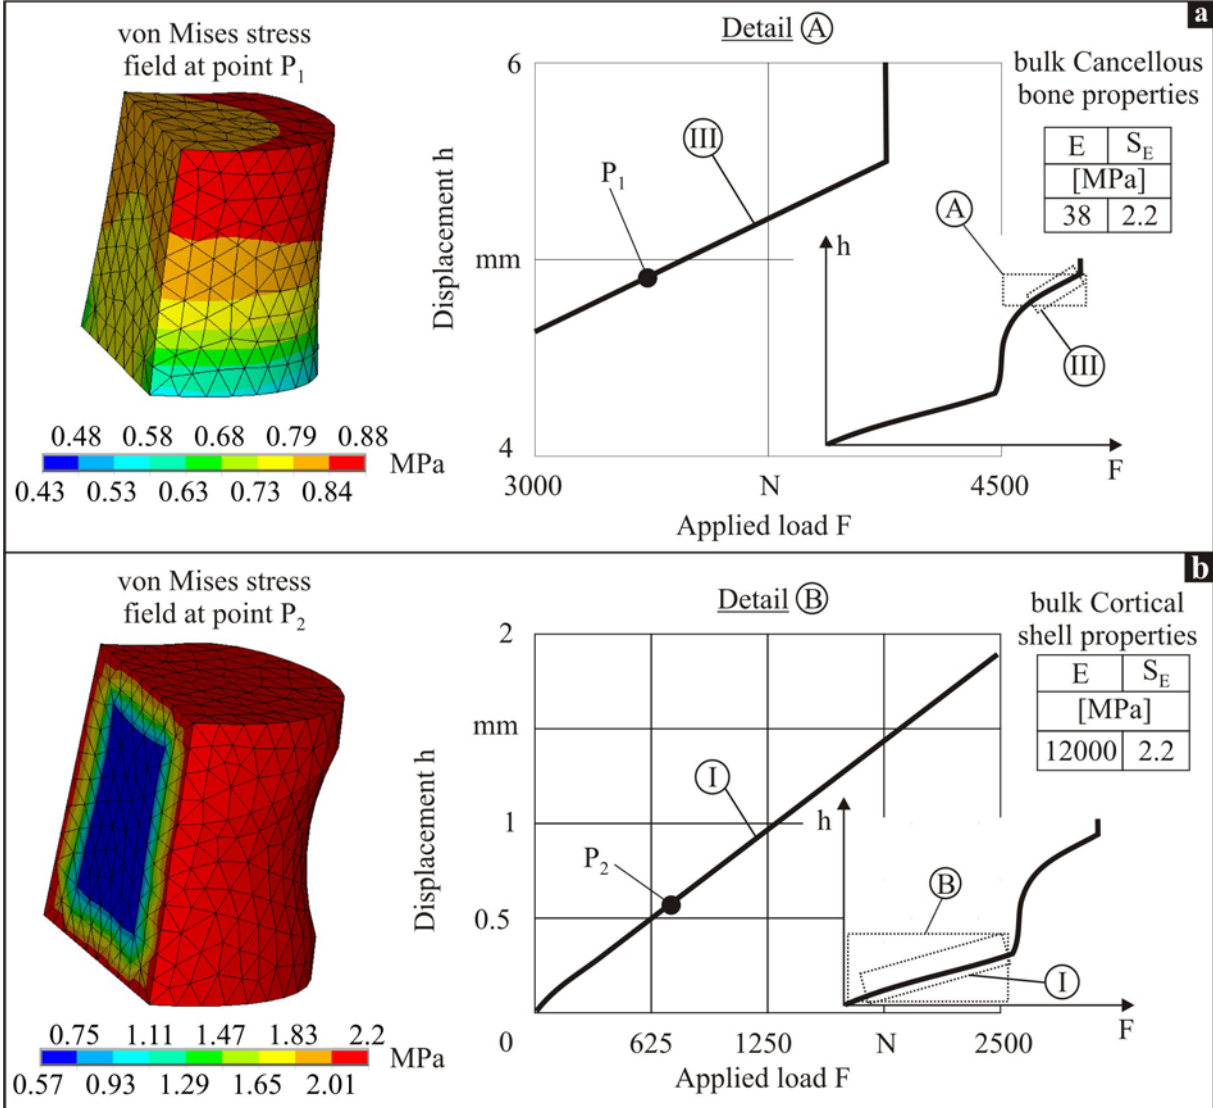 a
von Mises stress
field at point P1
Detail A
bulk Cancellous
bone properties
E SE
[MPa]
38 2.2
6
Displacement h
mm
4
III
P1
A
h
III
F
3000 N 4500
Applied load F
0.48 0.58 0.68 0.79 0.88
MPa
0.43 0.53 0.63 0.73 0.84
b
von Mises stress
field at point P2
Detail B
bulk Cortical
shell properties
E SE
[MPa]
12000 2.2
2
mm
Displacement h
1
0.5
I
P2
h
B
I
F
0 625 1250 N 2500
Applied load F
0.75 1.11 1.47 1.83 2.2
MPa
0.57 0.93 1.29 1.65 2.01